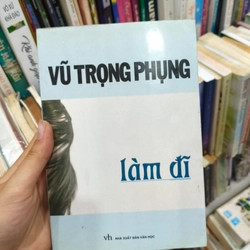 VŨ TRỌNG PHỤNG
làm đĩ
vh NHÀ XUẤT BẢN VĂN HỌC